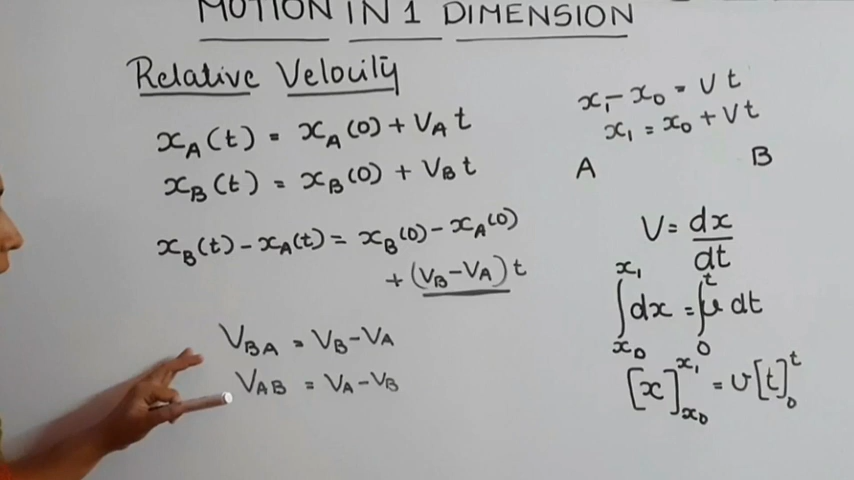 MOTION IN 1 DIMENSION
Relative Velocity
x_A(t) = x_A(0) + V_A t
x_B(t) = x_B(0) + V_B t
x_B(t) - x_A(t) = x_B(0) - x_A(0)
+ (V_B - V_A) t
V_BA = V_B - V_A
V_AB = V_A - V_B
x_1 - x_0 = V t
x_1 = x_0 + V t
A B
V = dx/dt
∫_{x_0}^{x_1} dx = ∫_0^t v dt
[x]_{x_0}^{x_1} = v[t]_0^t